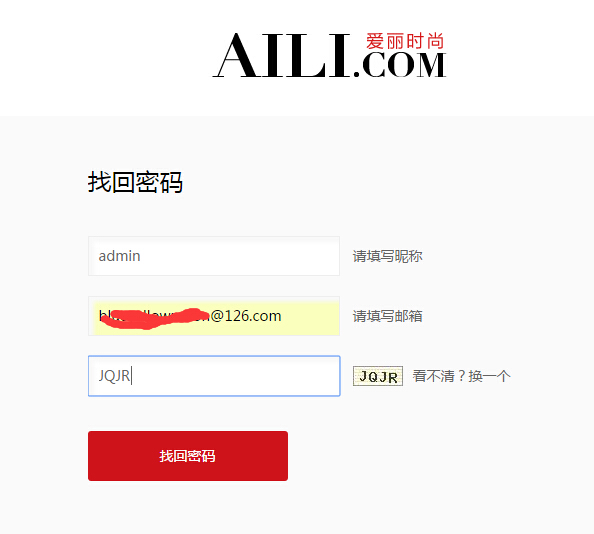 爱丽时尚
AILI.COM
找回密码
admin 请填写昵称
@126.com 请填写邮箱
JQJR JQJR 看不清？换一个
找回密码